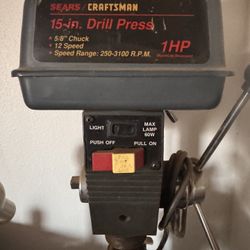 SEARS / CRAFTSMAN
15-in. Drill Press
• 5/8" Chuck
• 12 Speed
• Speed Range: 250-3100 R.P.M.
1HP
LIGHT
MAX
LAMP
60W
PUSH OFF
PULL ON